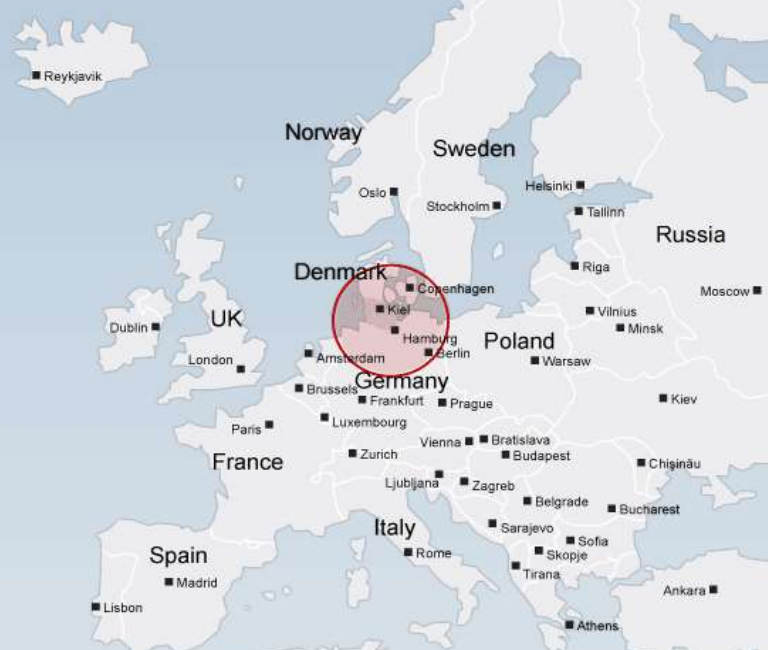 Reykjavik
Norway
Sweden
Helsinki
Oslo
Stockholm
Tallinn
Russia
Riga
Denmark
Copenhagen
Moscow
Kiel
Vilnius
UK
Dublin
Minsk
Hamburg
Poland
Berlin
Amsterdam
London
Warsaw
Germany
Brussels
Frankfurt
Prague
Kiev
Luxembourg
Paris
Vienna
Bratislava
Zurich
Budapest
France
Chişinău
Ljubljana
Zagreb
Belgrade
Bucharest
Italy
Sarajevo
Sofia
Spain
Rome
Skopje
Tirana
Madrid
Ankara
Lisbon
Athens